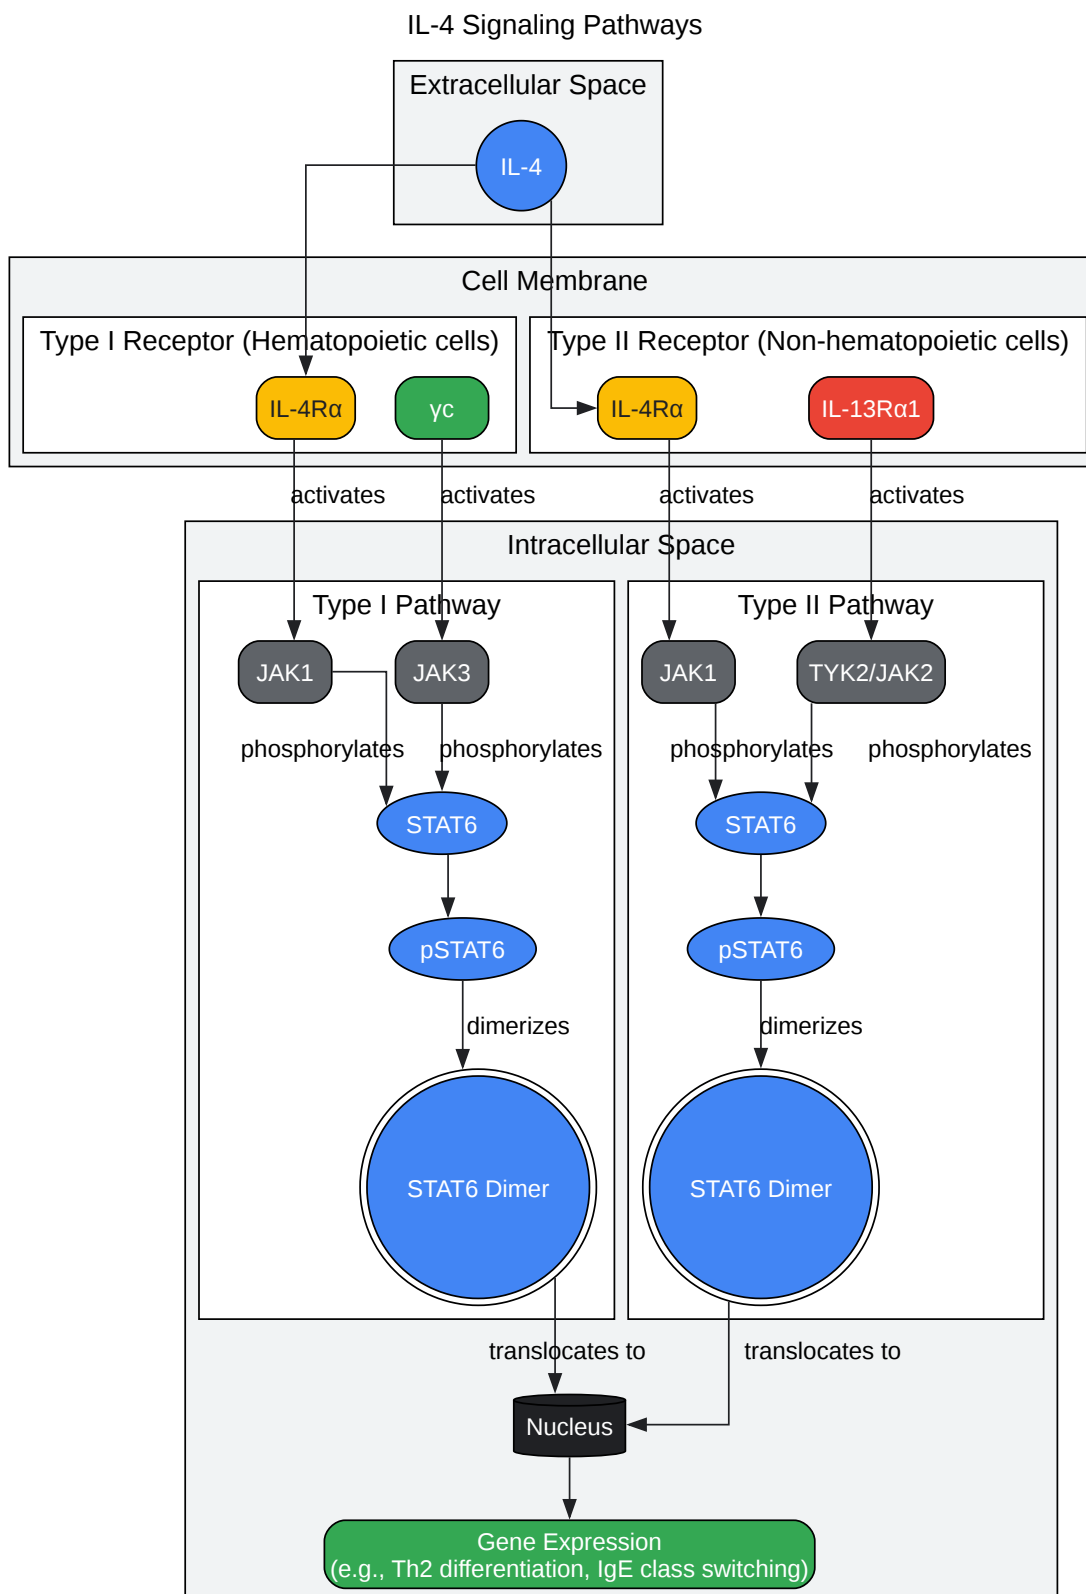 IL-4 Signaling Pathways
Extracellular Space
IL-4
Cell Membrane
Type I Receptor (Hematopoietic cells)
Type II Receptor (Non-hematopoietic cells)
IL-4Rα
γc
IL-4Rα
IL-13Rα1
activates
activates
activates
activates
Intracellular Space
Type I Pathway
Type II Pathway
JAK1
JAK3
JAK1
TYK2/JAK2
phosphorylates
phosphorylates
phosphorylates
phosphorylates
STAT6
STAT6
pSTAT6
pSTAT6
dimerizes
dimerizes
STAT6 Dimer
STAT6 Dimer
translocates to
translocates to
Nucleus
Gene Expression
(e.g., Th2 differentiation, IgE class switching)